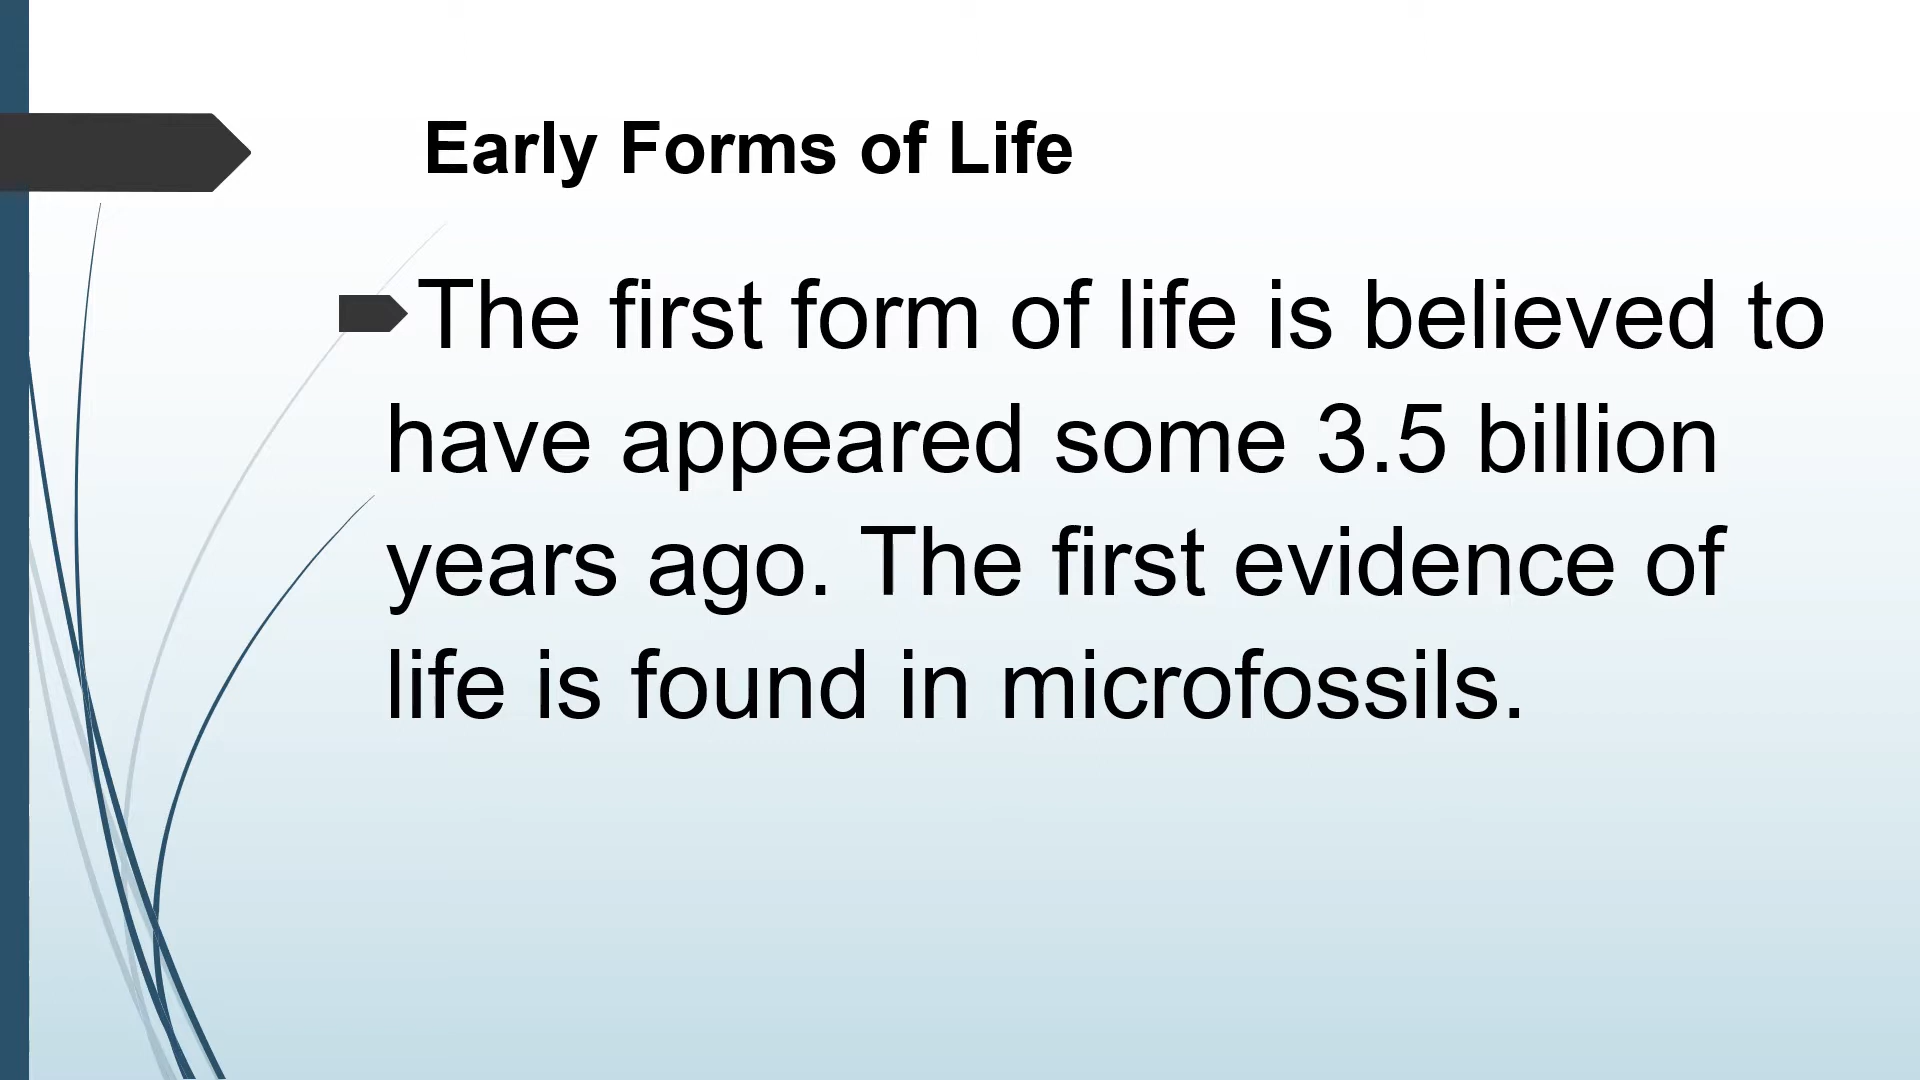 Early Forms of Life
The first form of life is believed to
have appeared some 3.5 billion
years ago. The first evidence of
life is found in microfossils.